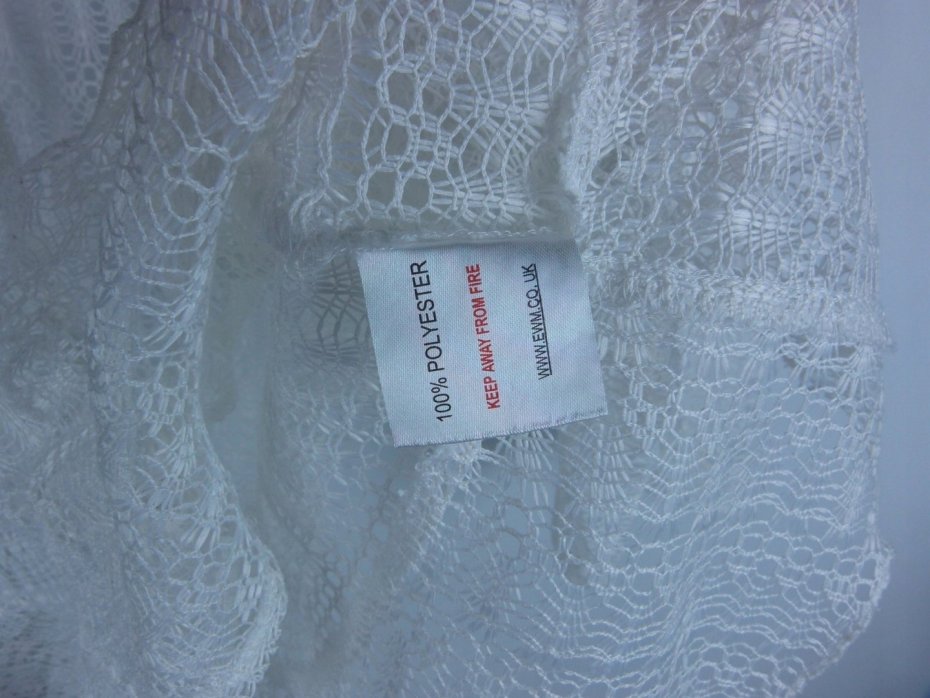 100% POLYESTER
KEEP AWAY FROM FIRE
WWW.EWM.CO.UK